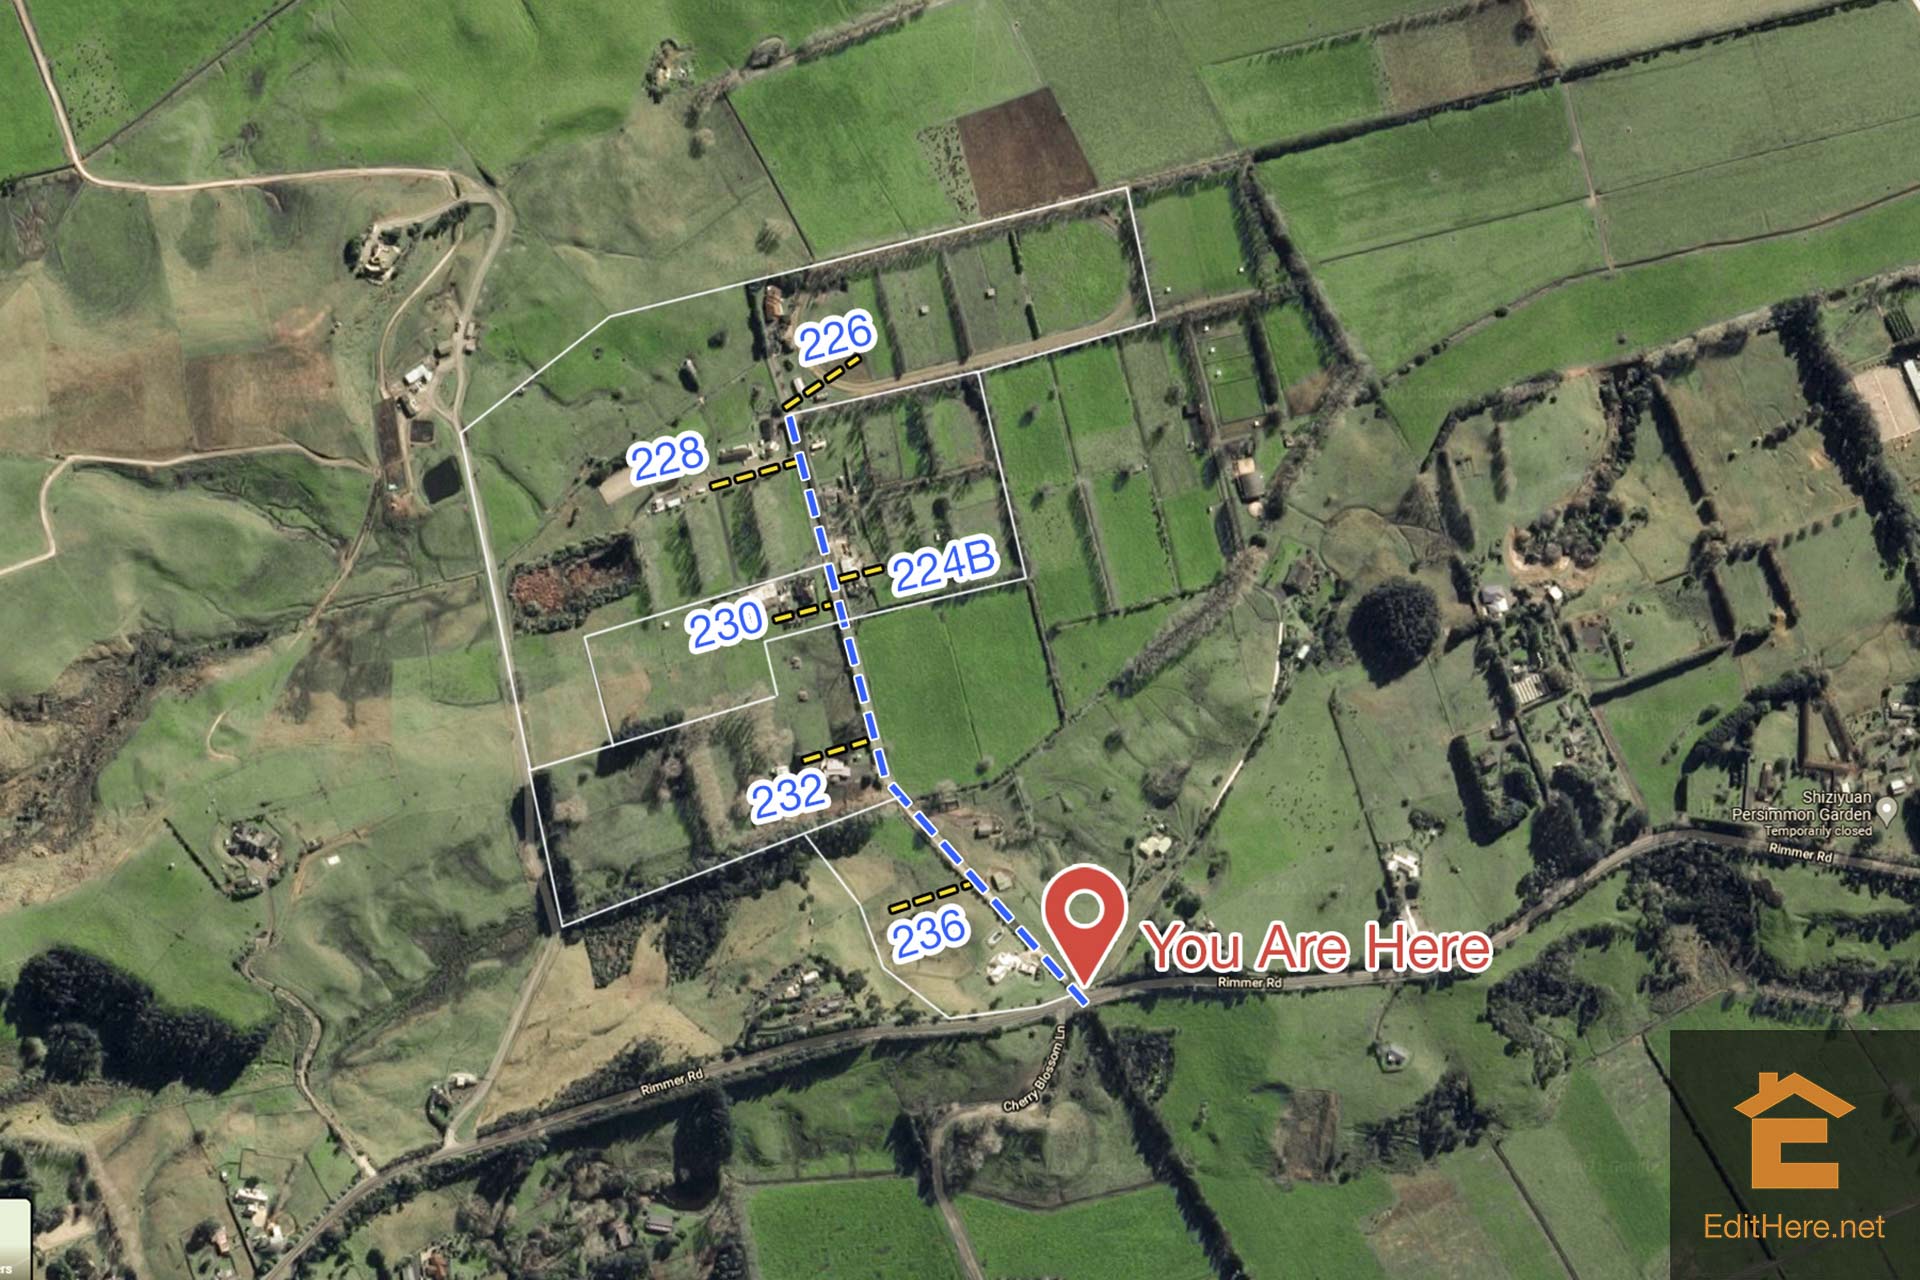 226
228
224B
230
232
Shiziyuan
Persimmon Garden
Temporarily closed
Rimmer Rd
236
You Are Here
Rimmer Rd
Cherry Blossom Ln
Rimmer Rd
EditHere.net